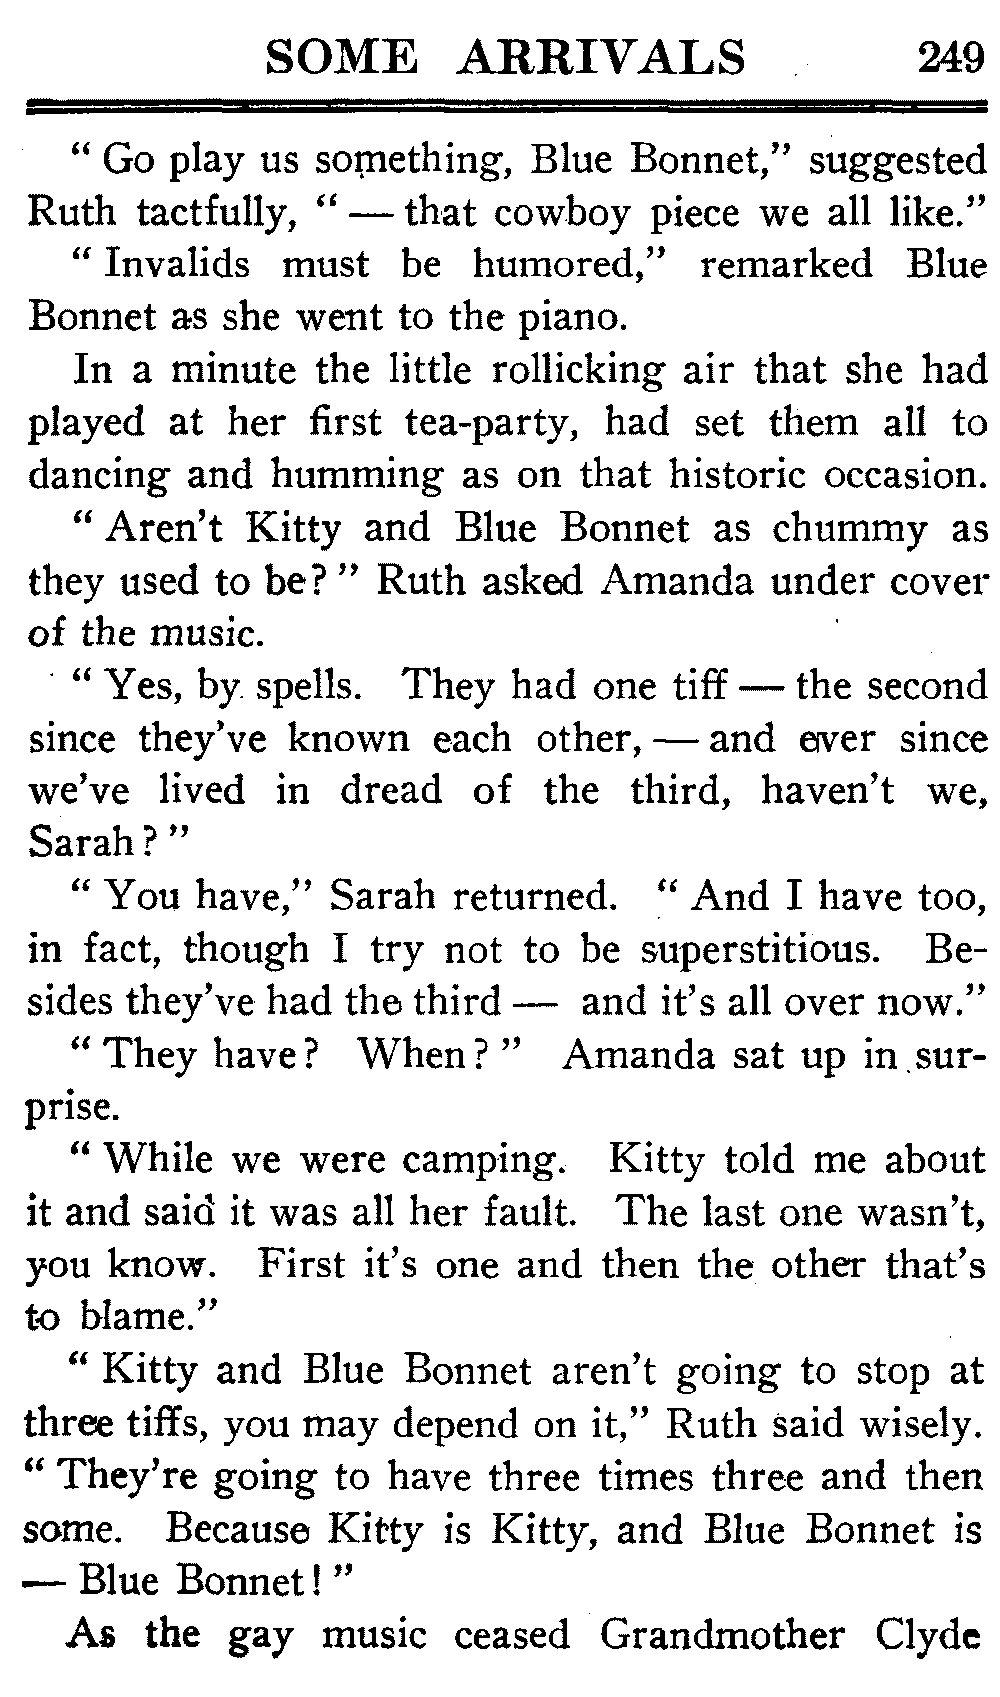 SOME ARRIVALS 249
“ Go play us something, Blue Bonnet,” suggested
Ruth tactfully, “ — that cowboy piece we all like.”
“ Invalids must be humored,” remarked Blue
Bonnet as she went to the piano.
In a minute the little rollicking air that she had
played at her first tea-party, had set them all to
dancing and humming as on that historic occasion.
“ Aren't Kitty and Blue Bonnet as chummy as
they used to be? ” Ruth asked Amanda under cover
of the music.
“ Yes, by spells. They had one tiff — the second
since they've known each other, — and ever since
we've lived in dread of the third, haven't we,
Sarah? ”
“ You have,” Sarah returned. “ And I have too,
in fact, though I try not to be superstitious. Be-
sides they've had the third — and it's all over now.”
“ They have? When? ” Amanda sat up in sur-
prise.
“ While we were camping. Kitty told me about
it and said it was all her fault. The last one wasn't,
you know. First it's one and then the other that's
to blame.”
“ Kitty and Blue Bonnet aren't going to stop at
three tiffs, you may depend on it,” Ruth said wisely.
“ They're going to have three times three and then
some. Because Kitty is Kitty, and Blue Bonnet is
— Blue Bonnet! ”
As the gay music ceased Grandmother Clyde